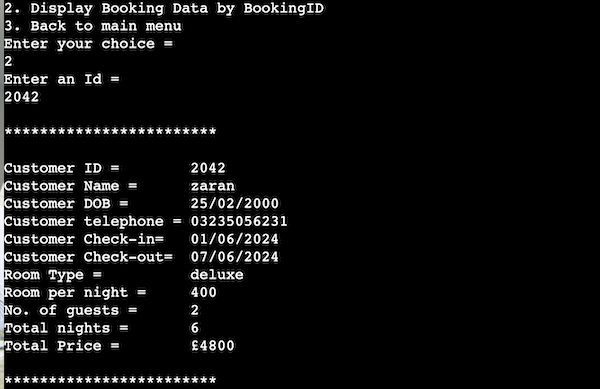 2. Display Booking Data by BookingID
3. Back to main menu
Enter your choice =
2
Enter an Id =
2042
************************
Customer ID = 2042
Customer Name = zaran
Customer DOB = 25/02/2000
Customer telephone = 03235056231
Customer Check-in= 01/06/2024
Customer Check-out= 07/06/2024
Room Type = deluxe
Room per night = 400
No. of guests = 2
Total nights = 6
Total Price = £4800
************************